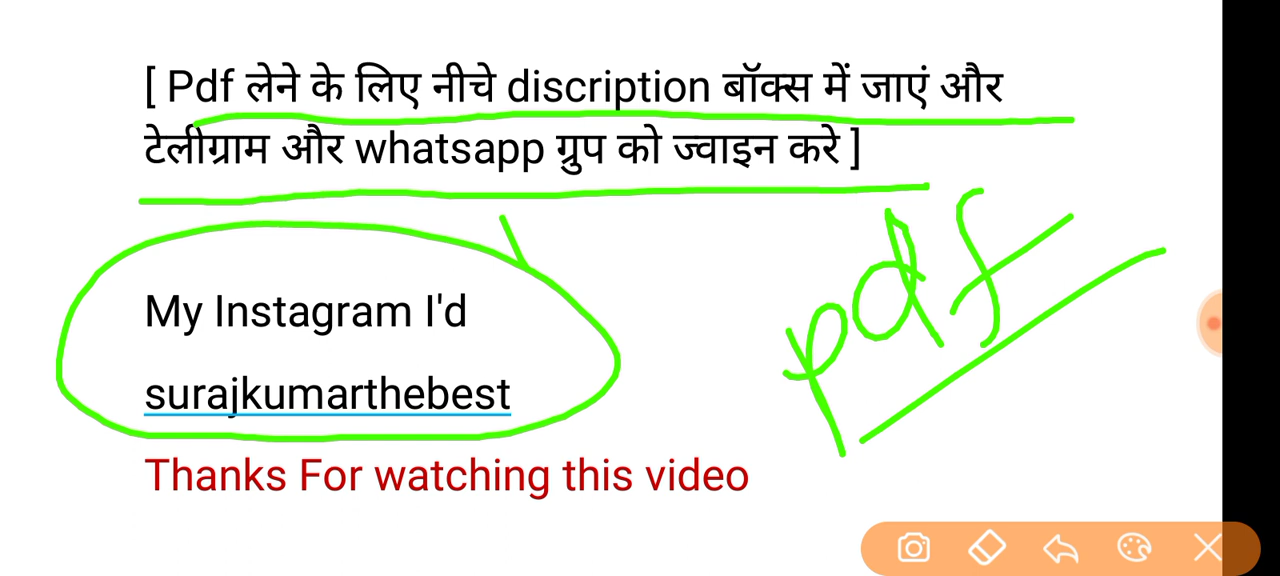 [ Pdf लेने के लिए नीचे discription बॉक्स में जाएं और
टेलीग्राम और whatsapp ग्रुप को ज्वाइन करे ]
pdf
My Instagram I'd
surajkumarthebest
Thanks For watching this video